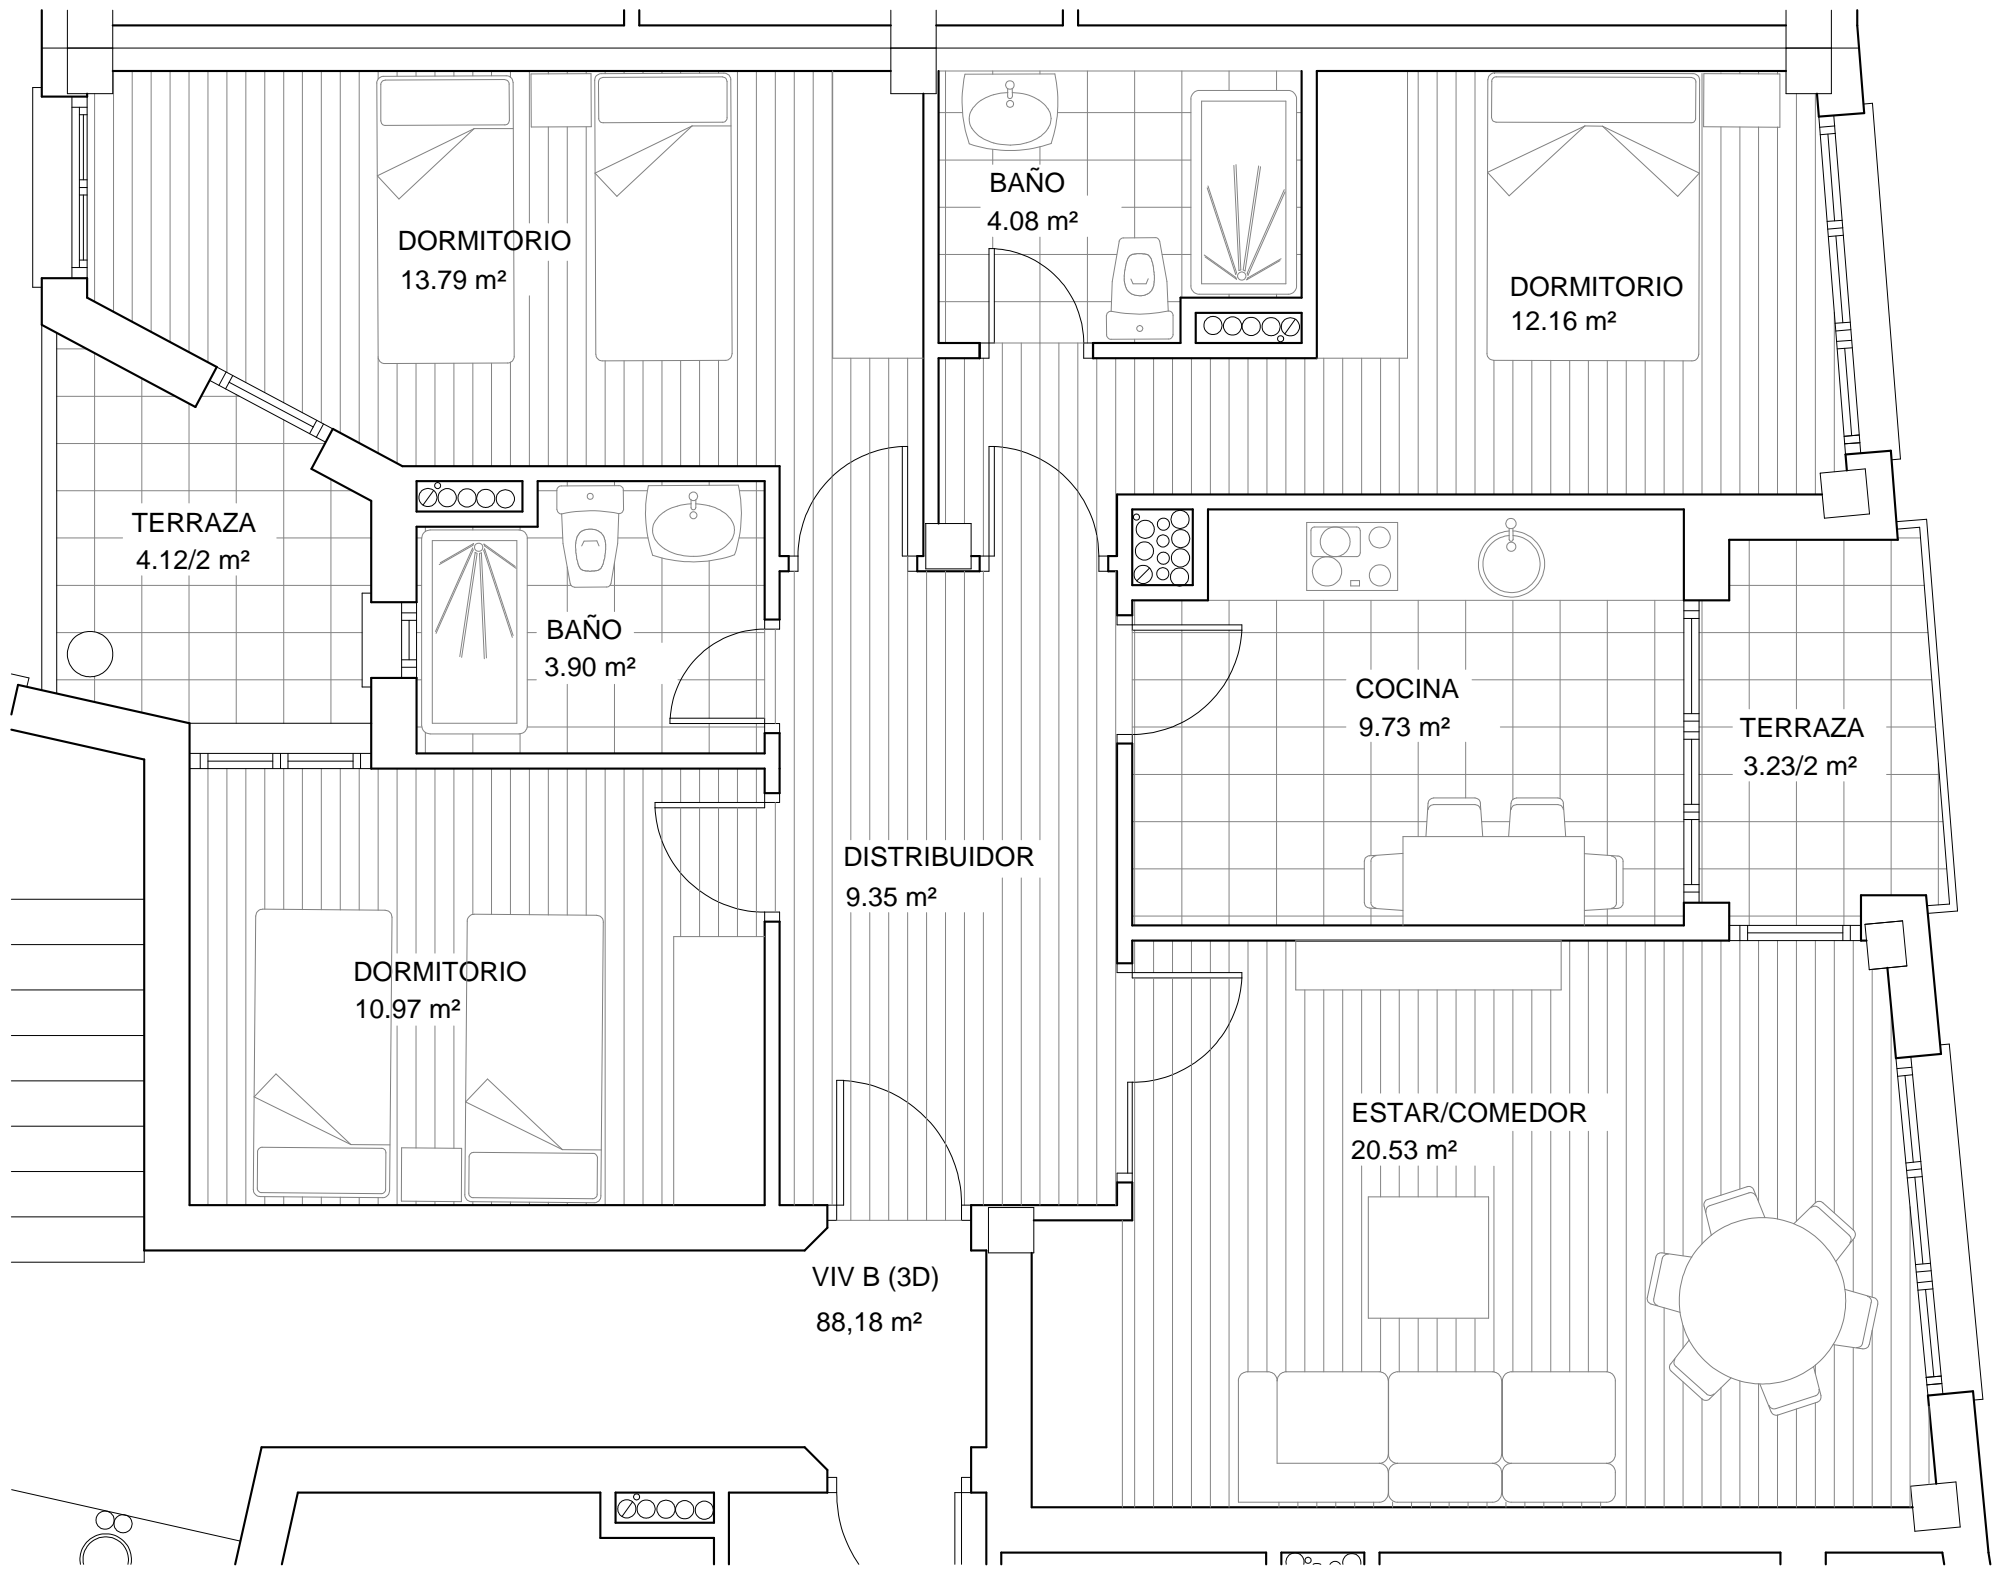 BAÑO
4.08 m²
DORMITORIO
13.79 m²
DORMITORIO
12.16 m²
TERRAZA
4.12/2 m²
BAÑO
3.90 m²
COCINA
9.73 m²
TERRAZA
3.23/2 m²
DISTRIBUIDOR
9.35 m²
DORMITORIO
10.97 m²
ESTAR/COMEDOR
20.53 m²
VIV B (3D)
88,18 m²